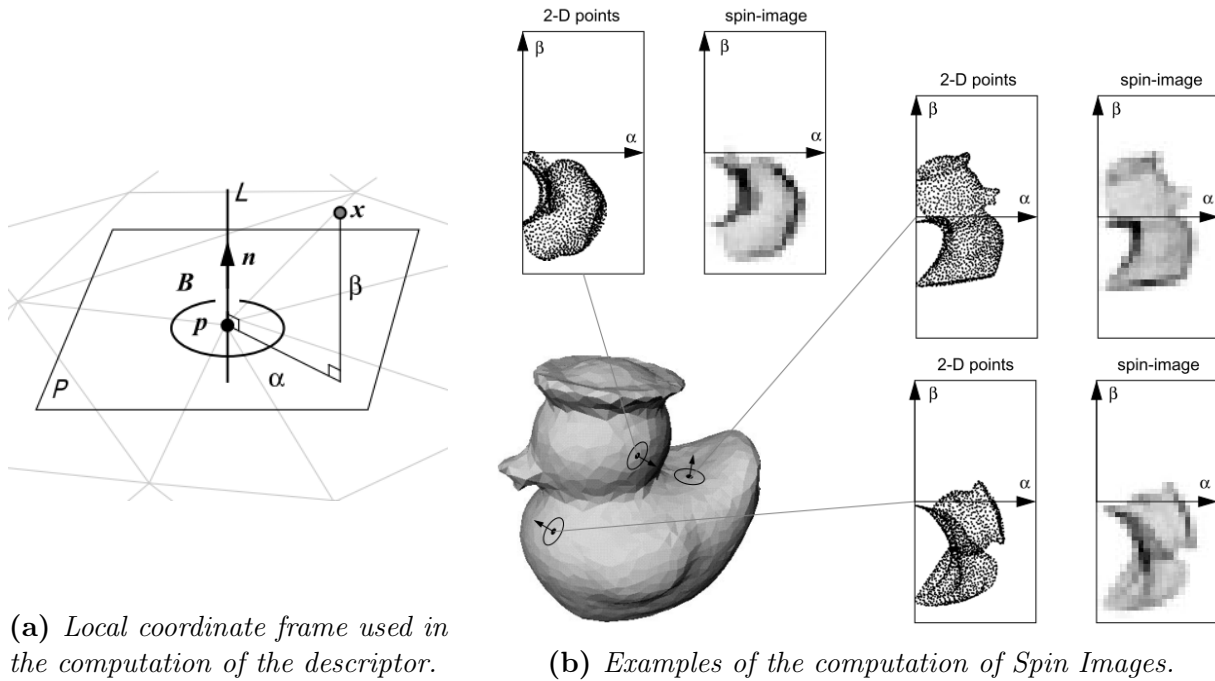 2-D points
spin-image
β
β
α
α
2-D points
spin-image
β
β
α
α
L
x
n
B
β
p
α
P
2-D points
spin-image
β
β
α
α
(a) Local coordinate frame used in
the computation of the descriptor.
(b) Examples of the computation of Spin Images.